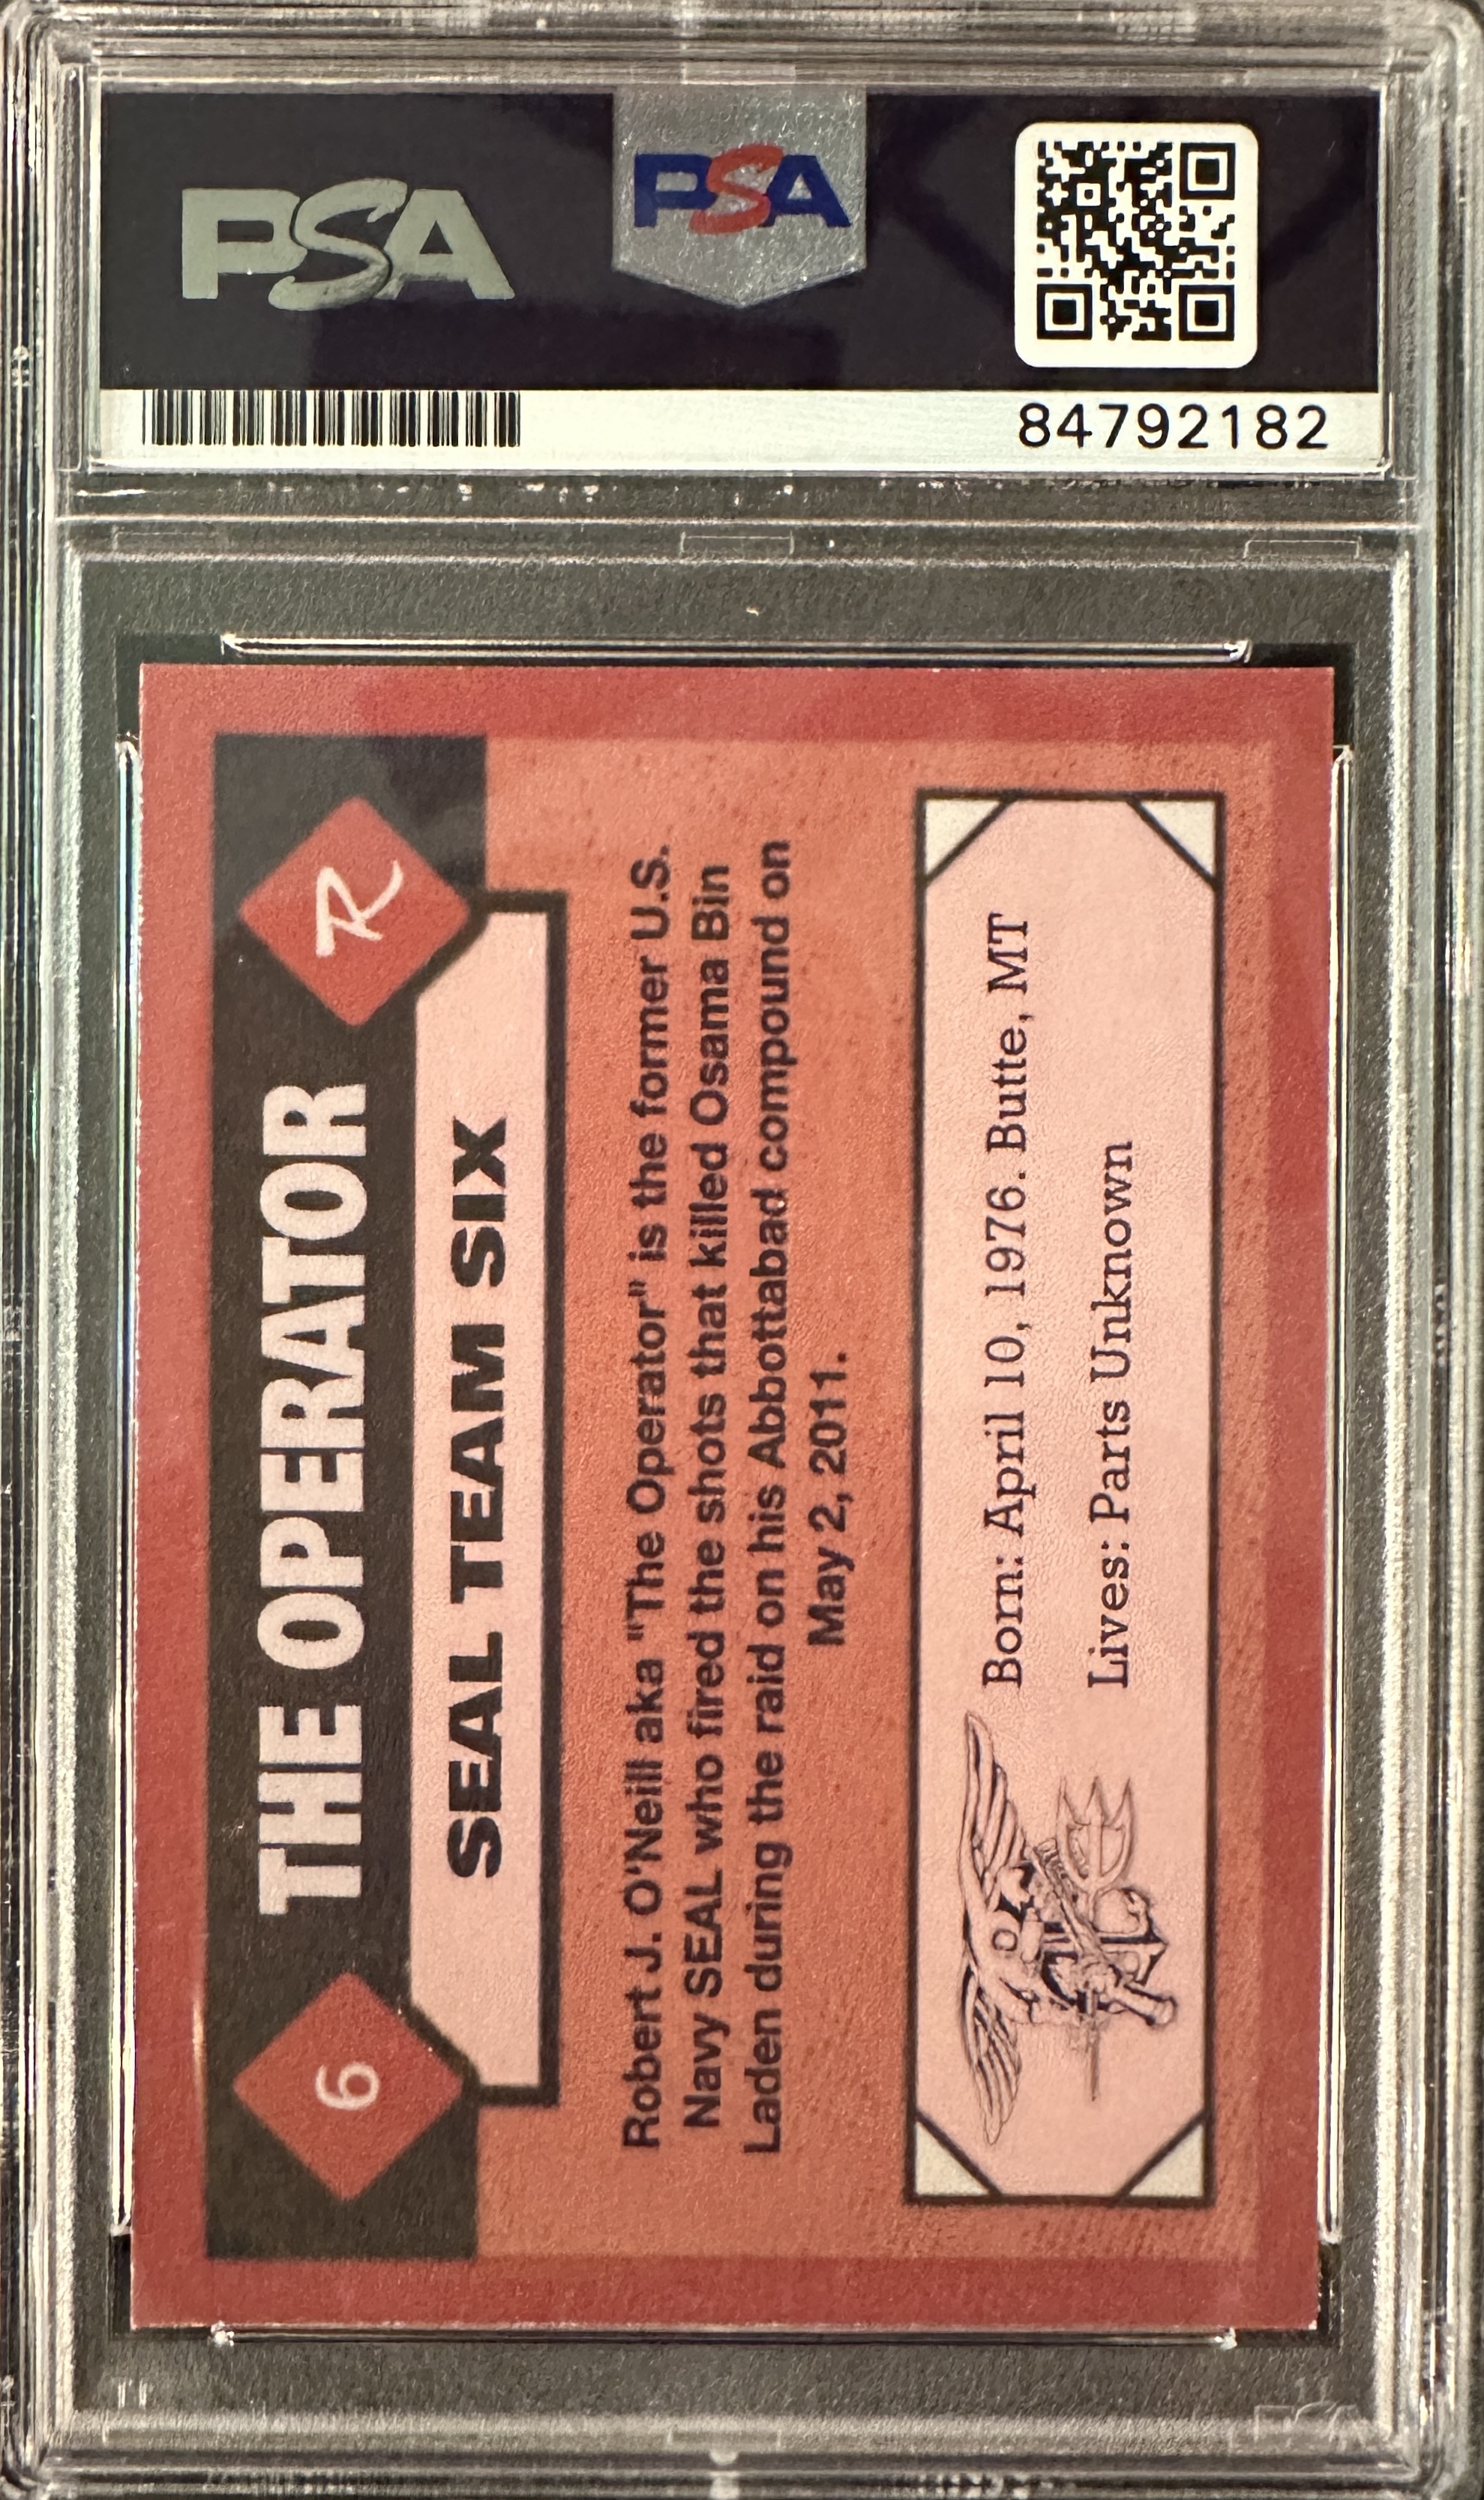 PSA
PSA
84792182
6
THE OPERATOR
R
SEAL TEAM SIX
Robert J. O'Neill aka "The Operator" is the former U.S.
Navy SEAL who fired the shots that killed Osama Bin
Laden during the raid on his Abbottabad compound on
May 2, 2011.
Born: April 10, 1976. Butte, MT
Lives: Parts Unknown